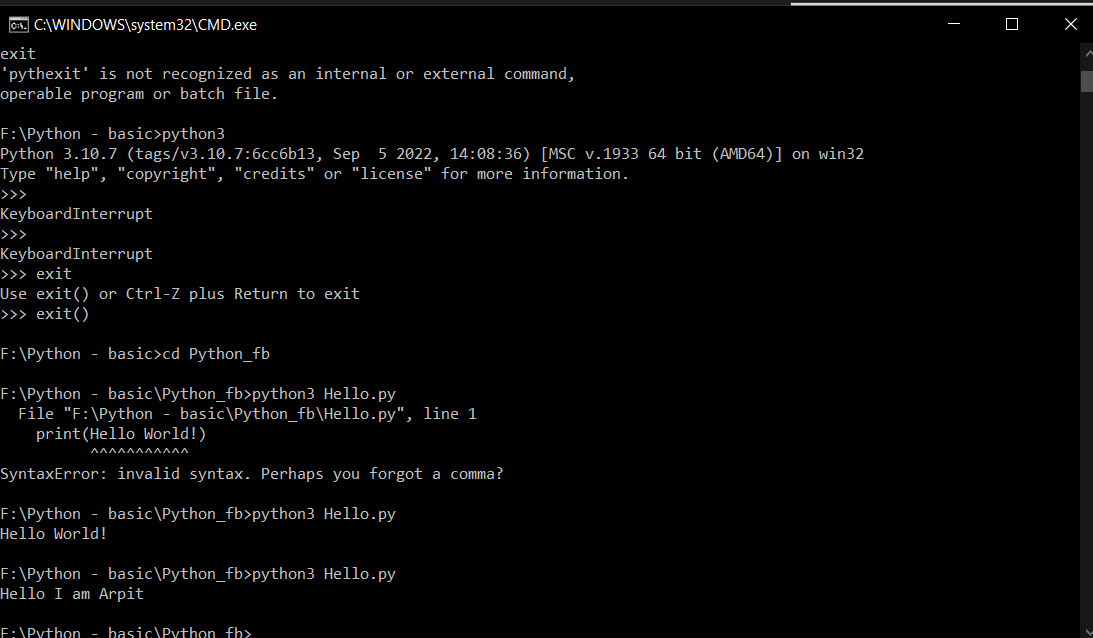 C:\WINDOWS\system32\CMD.exe
exit
'pythexit' is not recognized as an internal or external command,
operable program or batch file.
F:\Python - basic>python3
Python 3.10.7 (tags/v3.10.7:6cc6b13, Sep  5 2022, 14:08:36) [MSC v.1933 64 bit (AMD64)] on win32
Type "help", "copyright", "credits" or "license" for more information.
>>>
KeyboardInterrupt
>>>
KeyboardInterrupt
>>> exit
Use exit() or Ctrl-Z plus Return to exit
>>> exit()
F:\Python - basic>cd Python_fb
F:\Python - basic\Python_fb>python3 Hello.py
  File "F:\Python - basic\Python_fb\Hello.py", line 1
    print(Hello World!)
          ^^^^^^^^^^^
SyntaxError: invalid syntax. Perhaps you forgot a comma?
F:\Python - basic\Python_fb>python3 Hello.py
Hello World!
F:\Python - basic\Python_fb>python3 Hello.py
Hello I am Arpit
F:\Python - basic\Python_fb>